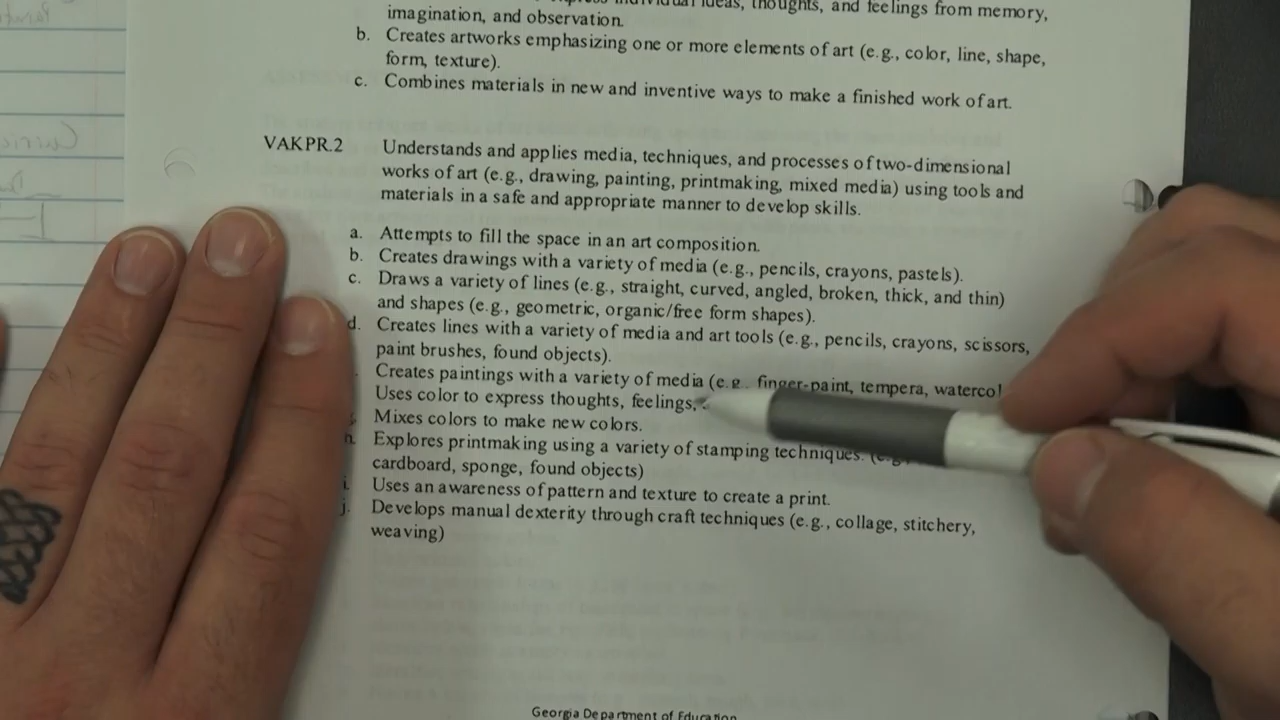 individual ideas, thoughts, and feelings from memory,
imagination, and observation.
b. Creates artworks emphasizing one or more elements of art (e.g., color, line, shape,
form, texture).
c. Combines materials in new and inventive ways to make a finished work of art.
VAKPR.2 Understands and applies media, techniques, and processes of two-dimensional
works of art (e.g., drawing, painting, printmaking, mixed media) using tools and
materials in a safe and appropriate manner to develop skills.
a. Attempts to fill the space in an art composition.
b. Creates drawings with a variety of media (e.g., pencils, crayons, pastels).
c. Draws a variety of lines (e.g., straight, curved, angled, broken, thick, and thin)
and shapes (e.g., geometric, organic/free form shapes).
d. Creates lines with a variety of media and art tools (e.g., pencils, crayons, scissors,
paint brushes, found objects).
Creates paintings with a variety of media (e.g., finger-paint, tempera, watercol
Uses color to express thoughts, feelings,
Mixes colors to make new colors.
h. Explores printmaking using a variety of stamping techniques. (e.g.
cardboard, sponge, found objects)
i. Uses an awareness of pattern and texture to create a print.
j. Develops manual dexterity through craft techniques (e.g., collage, stitchery,
weaving)
Georgia Department of Education